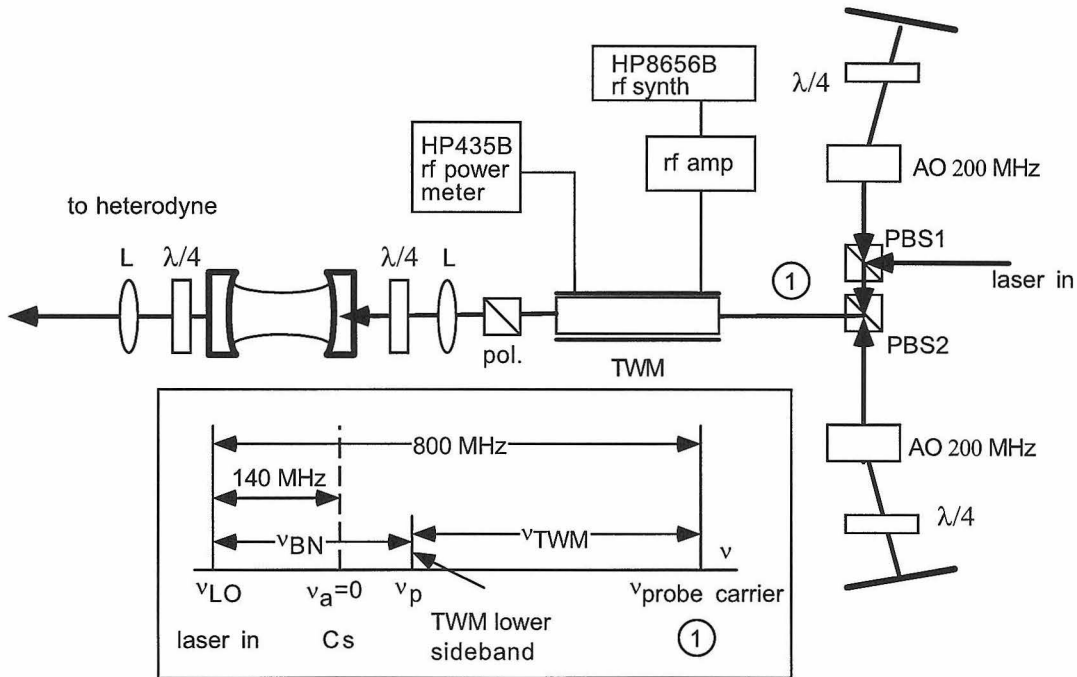 HP8656B
rf synth
λ/4
HP435B
rf power
meter
rf amp
AO 200 MHz
to heterodyne
PBS1
L
λ/4
λ/4
L
1
laser in
pol.
TWM
PBS2
800 MHz
AO 200 MHz
140 MHz
νBN
νTWM
ν
λ/4
νLO
νa=0
νp
νprobe carrier
TWM lower
sideband
laser in
Cs
1